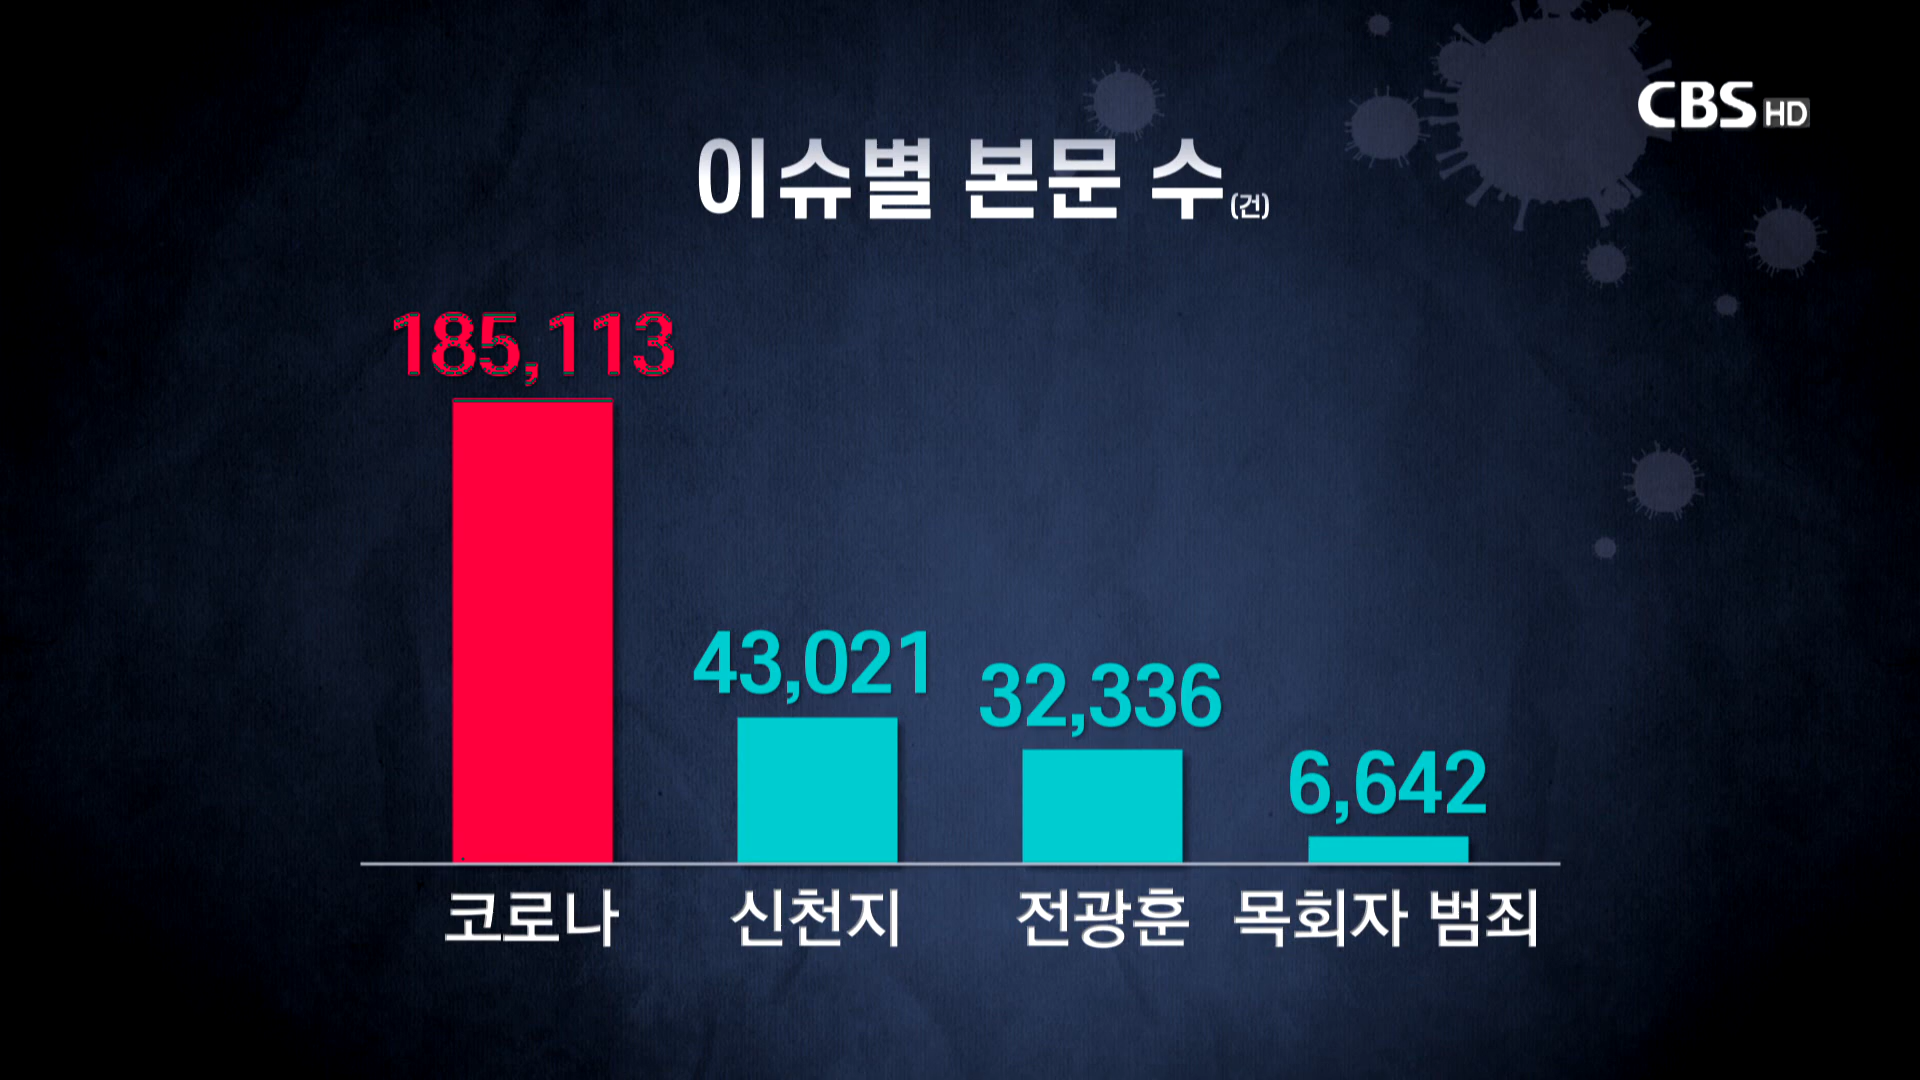 CBS HD
이슈별 본문 수(건)
185,113
43,021
32,336
6,642
코로나
신천지
전광훈
목회자 범죄